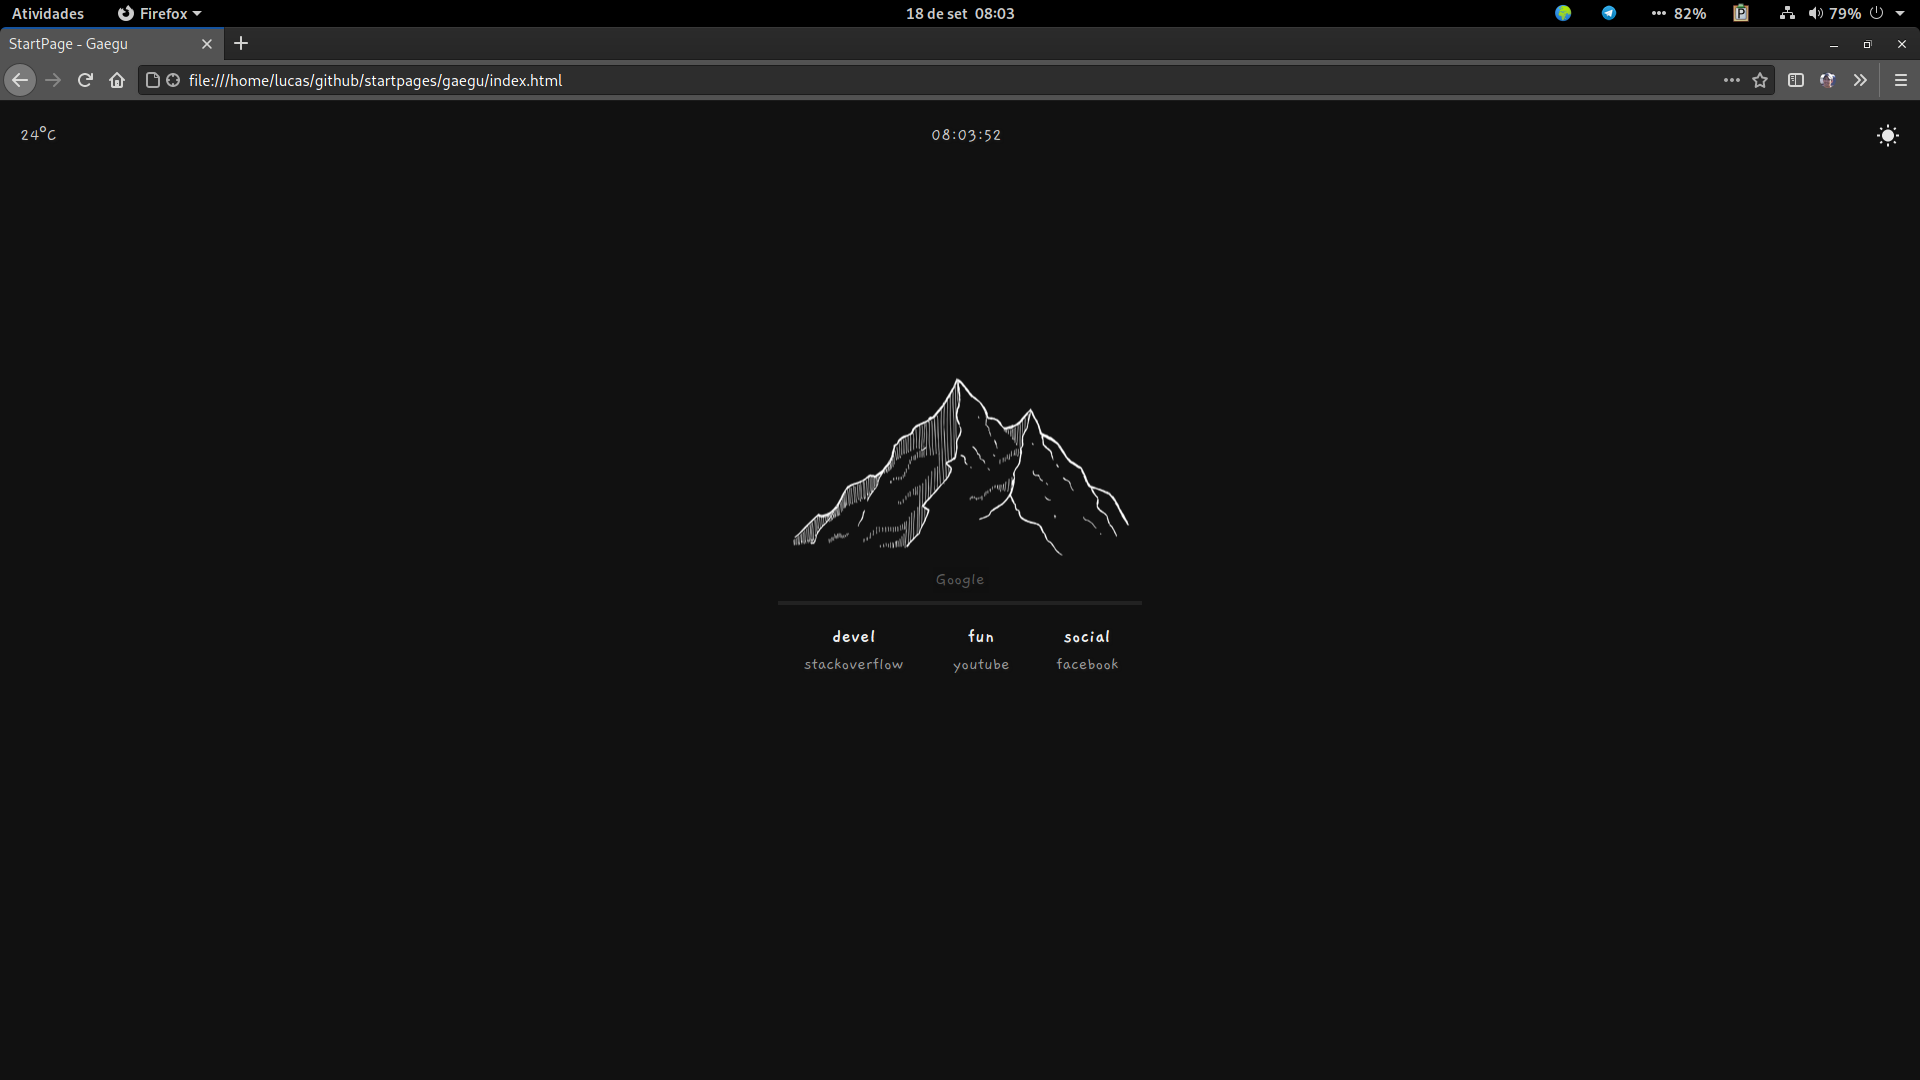 Atividades Firefox 18 de set 08:03 82% P 79%
StartPage - Gaegu
file:///home/lucas/github/startpages/gaegu/index.html
24°C 08:03:52
Google
devel fun social
stackoverflow youtube facebook